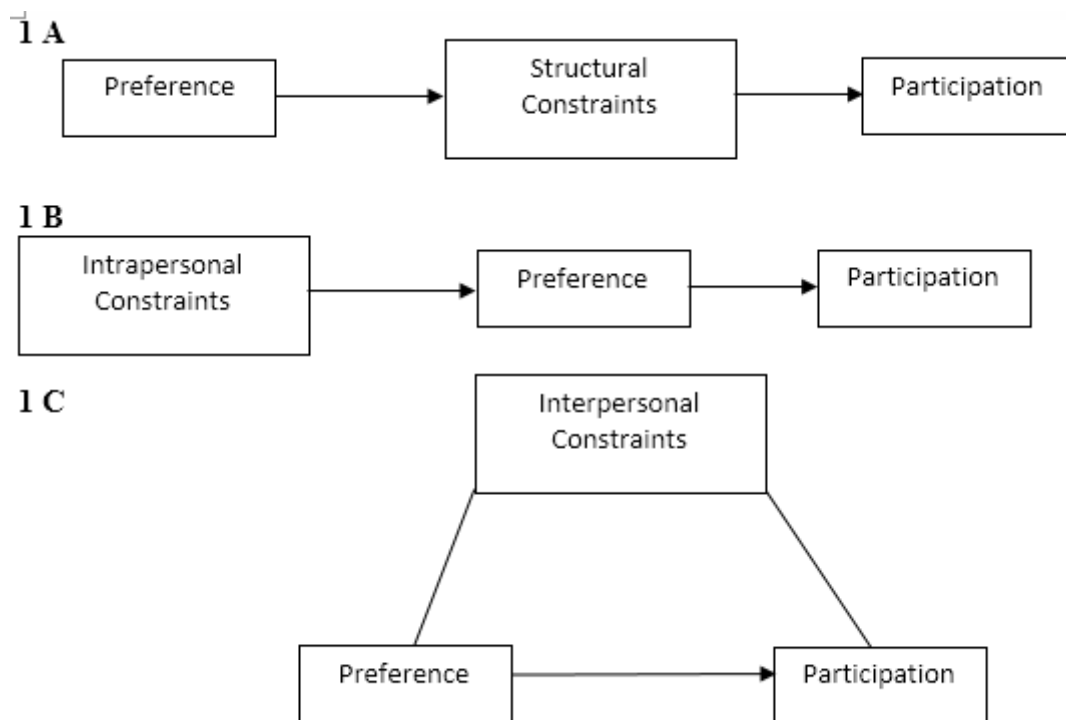 1 A
Preference
Structural
Constraints
Participation
1 B
Intrapersonal
Constraints
Preference
Participation
1 C
Interpersonal
Constraints
Preference
Participation